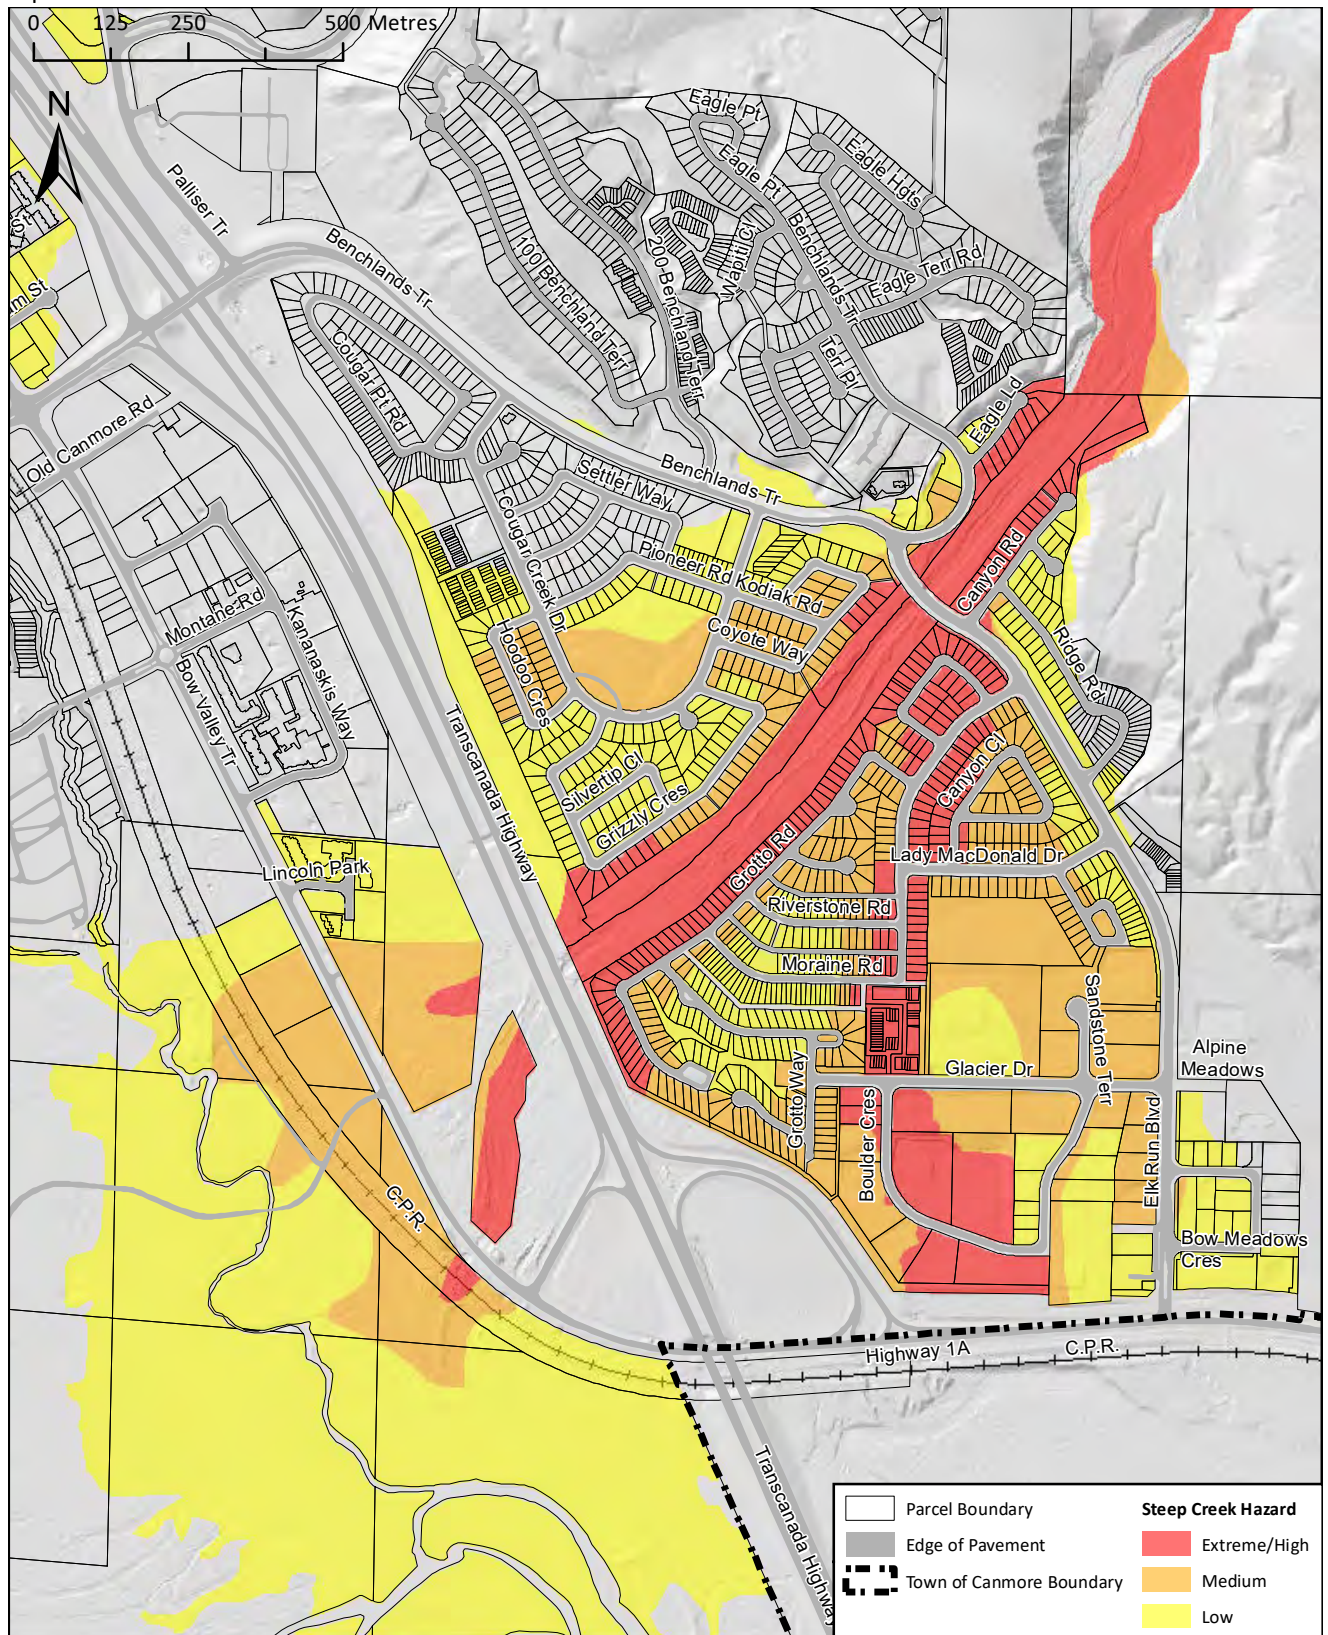 0 125 250 500 Metres
N
Palliser Tr
Benchlands Tr
Eagle Pt
Eagle Pt
Eagle Hgts
Benchlands Tr
Eagle Terr Rd
Wapiti Cl
100 Benchland Terr
200 Benchland Terr
Terr Pl
Eagle Ld
St
am St
Cougar Pt Rd
Old Canmore Rd
Benchlands Tr
Settler Way
Cougar Creek Dr
Pioneer Rd
Kodiak Rd
Coyote Way
Canyon Rd
Ridge Rd
Montane Rd
Kananaskis Way
Bow Valley Tr
Hoodoo Cres
Transcanada Highway
Silvertip Cl
Grizzly Cres
Canyon Cl
Grotto Rd
Lady MacDonald Dr
Lincoln Park
Riverstone Rd
Moraine Rd
Sandstone Terr
Alpine
Meadows
Glacier Dr
Grotto Way
Boulder Cres
Elk Run Blvd
C.P.R.
Bow Meadows
Cres
Highway 1A
C.P.R.
Transcanada Highway
Parcel Boundary
Edge of Pavement
Town of Canmore Boundary
Steep Creek Hazard
Extreme/High
Medium
Low